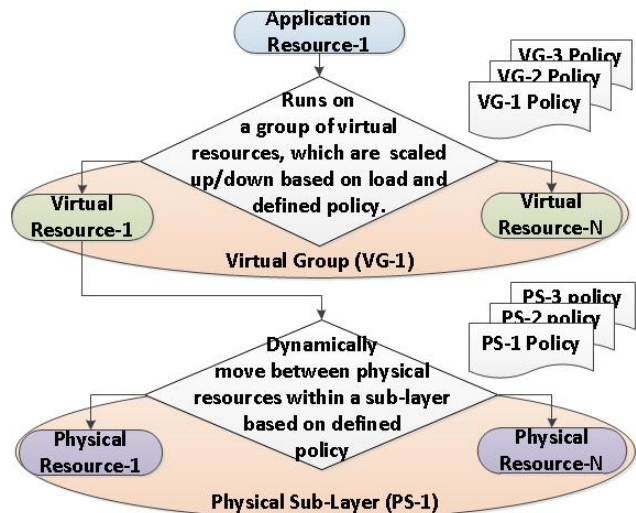 Application
Resource-1
VG-3 Policy
VG-2 Policy
VG-1 Policy
Runs on
a group of virtual
resources, which are scaled
up/down based on load and
defined policy.
Virtual
Resource-1
Virtual
Resource-N
Virtual Group (VG-1)
PS-3 policy
PS-2 policy
PS-1 Policy
Dynamically
move between physical
resources within a sub-layer
based on defined
policy
Physical
Resource-1
Physical
Resource-N
Physical Sub-Layer (PS-1)